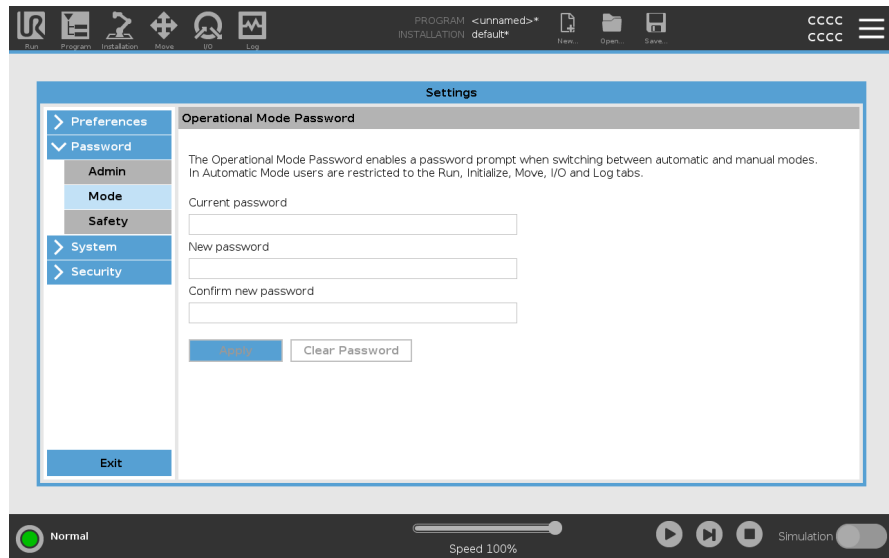 PROGRAM <unnamed>*
INSTALLATION default*
CCCC
CCCC
Run Program Installation Move I/O Log New... Open... Save...
Settings
Preferences
Password
Admin
Mode
Safety
System
Security
Exit
Operational Mode Password
The Operational Mode Password enables a password prompt when switching between automatic and manual modes.
In Automatic Mode users are restricted to the Run, Initialize, Move, I/O and Log tabs.
Current password
New password
Confirm new password
Apply Clear Password
Normal
Speed 100%
Simulation